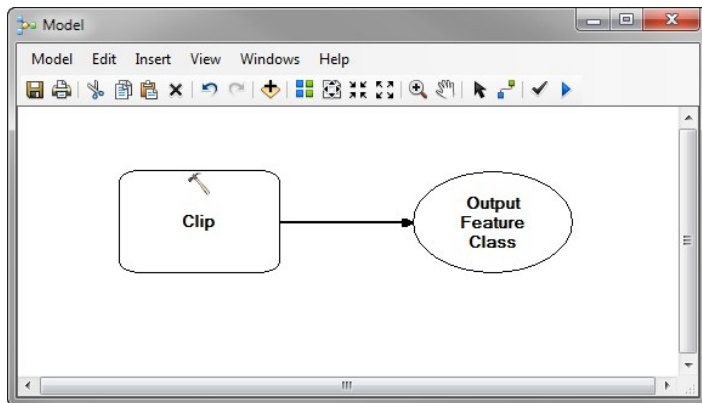 Model
Model Edit Insert View Windows Help
Clip
Output
Feature
Class